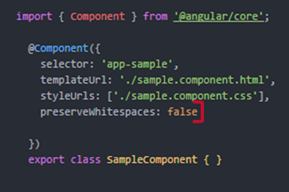 import { Component } from '@angular/core';
@Component({
selector: 'app-sample',
templateUrl: './sample.component.html',
styleUrls: ['./sample.component.css'],
preserveWhitespaces: false
})
export class SampleComponent { }